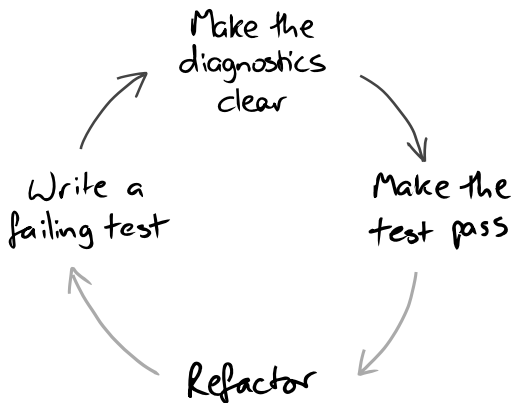 Make the
diagnostics
clear
Write a
failing test
Make the
test pass
Refactor